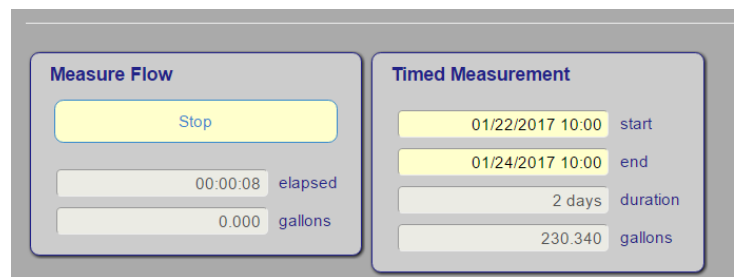 Measure Flow
Stop
00:00:08 elapsed
0.000 gallons
Timed Measurement
01/22/2017 10:00 start
01/24/2017 10:00 end
2 days duration
230.340 gallons